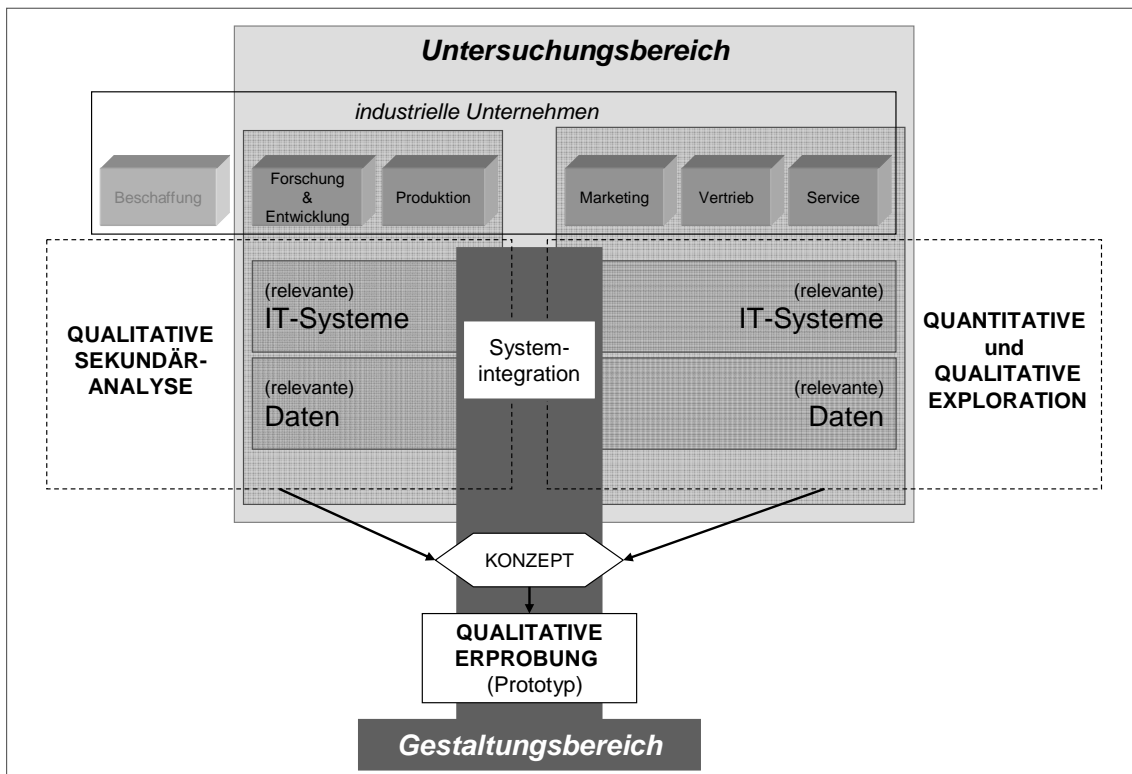 Untersuchungsbereich
industrielle Unternehmen
Beschaffung
Forschung
&
Entwicklung
Produktion
Marketing
Vertrieb
Service
QUALITATIVE
SEKUNDÄR-
ANALYSE
(relevante)
IT-Systeme
(relevante)
Daten
System-
integration
(relevante)
IT-Systeme
(relevante)
Daten
QUANTITATIVE
und
QUALITATIVE
EXPLORATION
KONZEPT
QUALITATIVE
ERPROBUNG
(Prototyp)
Gestaltungsbereich